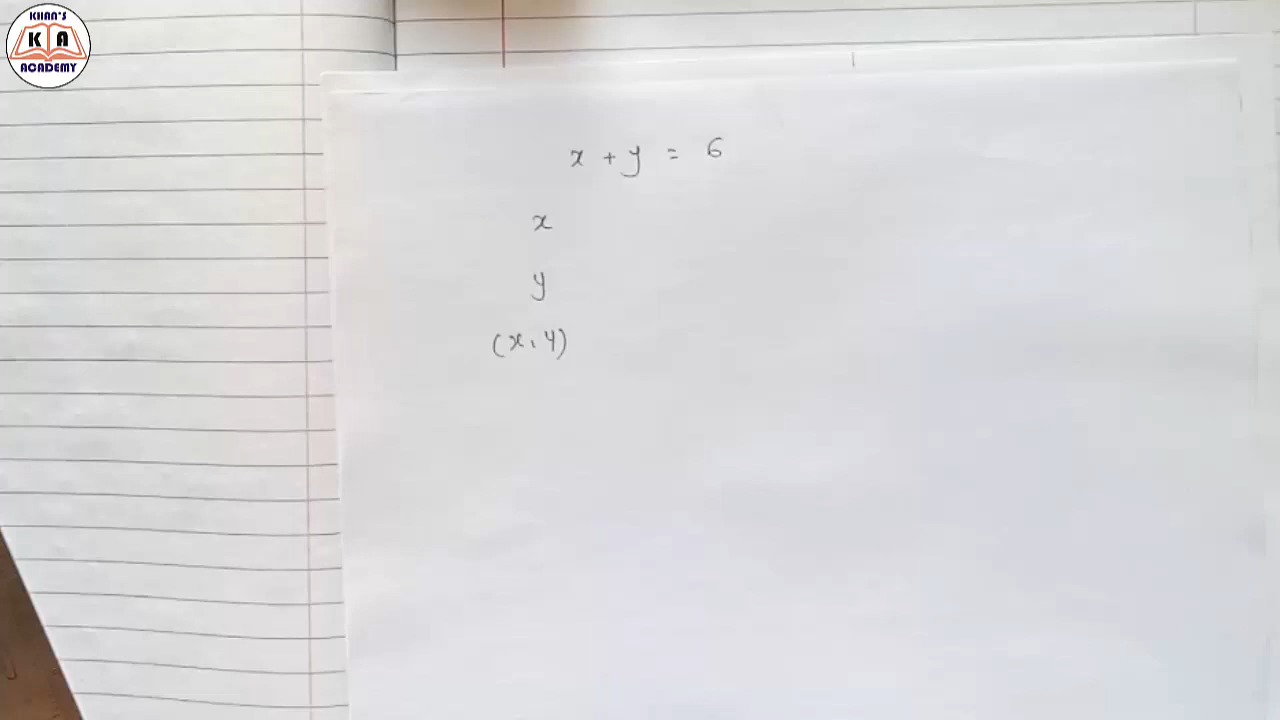 KHAN'S
K A
ACADEMY
x + y = 6
x
y
(x, y)